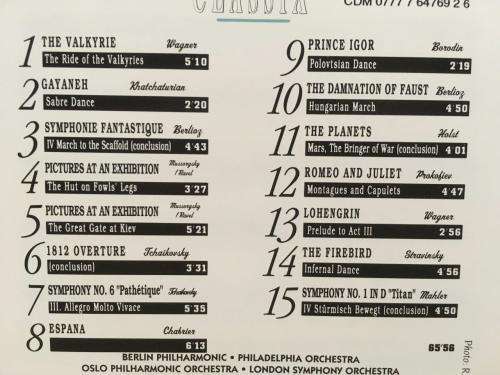 CLASSIX
CDM 0777 7 64769 2 6
1 THE VALKYRIE Wagner
The Ride of the Valkyries 5'10
2 GAYANEH Khatchaturian
Sabre Dance 2'20
3 SYMPHONIE FANTASTIQUE Berlioz
IV March to the Scaffold (conclusion) 4'43
4 PICTURES AT AN EXHIBITION Mussorgsky / Ravel
The Hut on Fowls' Legs 3'27
5 PICTURES AT AN EXHIBITION Mussorgsky / Ravel
The Great Gate at Kiev 5'21
6 1812 OVERTURE Tchaikovsky
(conclusion) 3'31
7 SYMPHONY NO. 6 "Pathétique" Tchaikovsky
III. Allegro Molto Vivace 5'35
8 ESPANA Chabrier
6'13
9 PRINCE IGOR Borodin
Polovtsian Dance 2'19
10 THE DAMNATION OF FAUST Berlioz
Hungarian March 4'50
11 THE PLANETS Holst
Mars, The Bringer of War (conclusion) 4'01
12 ROMEO AND JULIET Prokofiev
Montagues and Capulets 4'47
13 LOHENGRIN Wagner
Prelude to Act III 2'56
14 THE FIREBIRD Stravinsky
Infernal Dance 4'56
15 SYMPHONY NO. 1 IN D "Titan" Mahler
IV Stürmisch Bewegt (conclusion) 4'50
65'56
BERLIN PHILHARMONIC • PHILADELPHIA ORCHESTRA
OSLO PHILHARMONIC ORCHESTRA • LONDON SYMPHONY ORCHESTRA
Photo: R